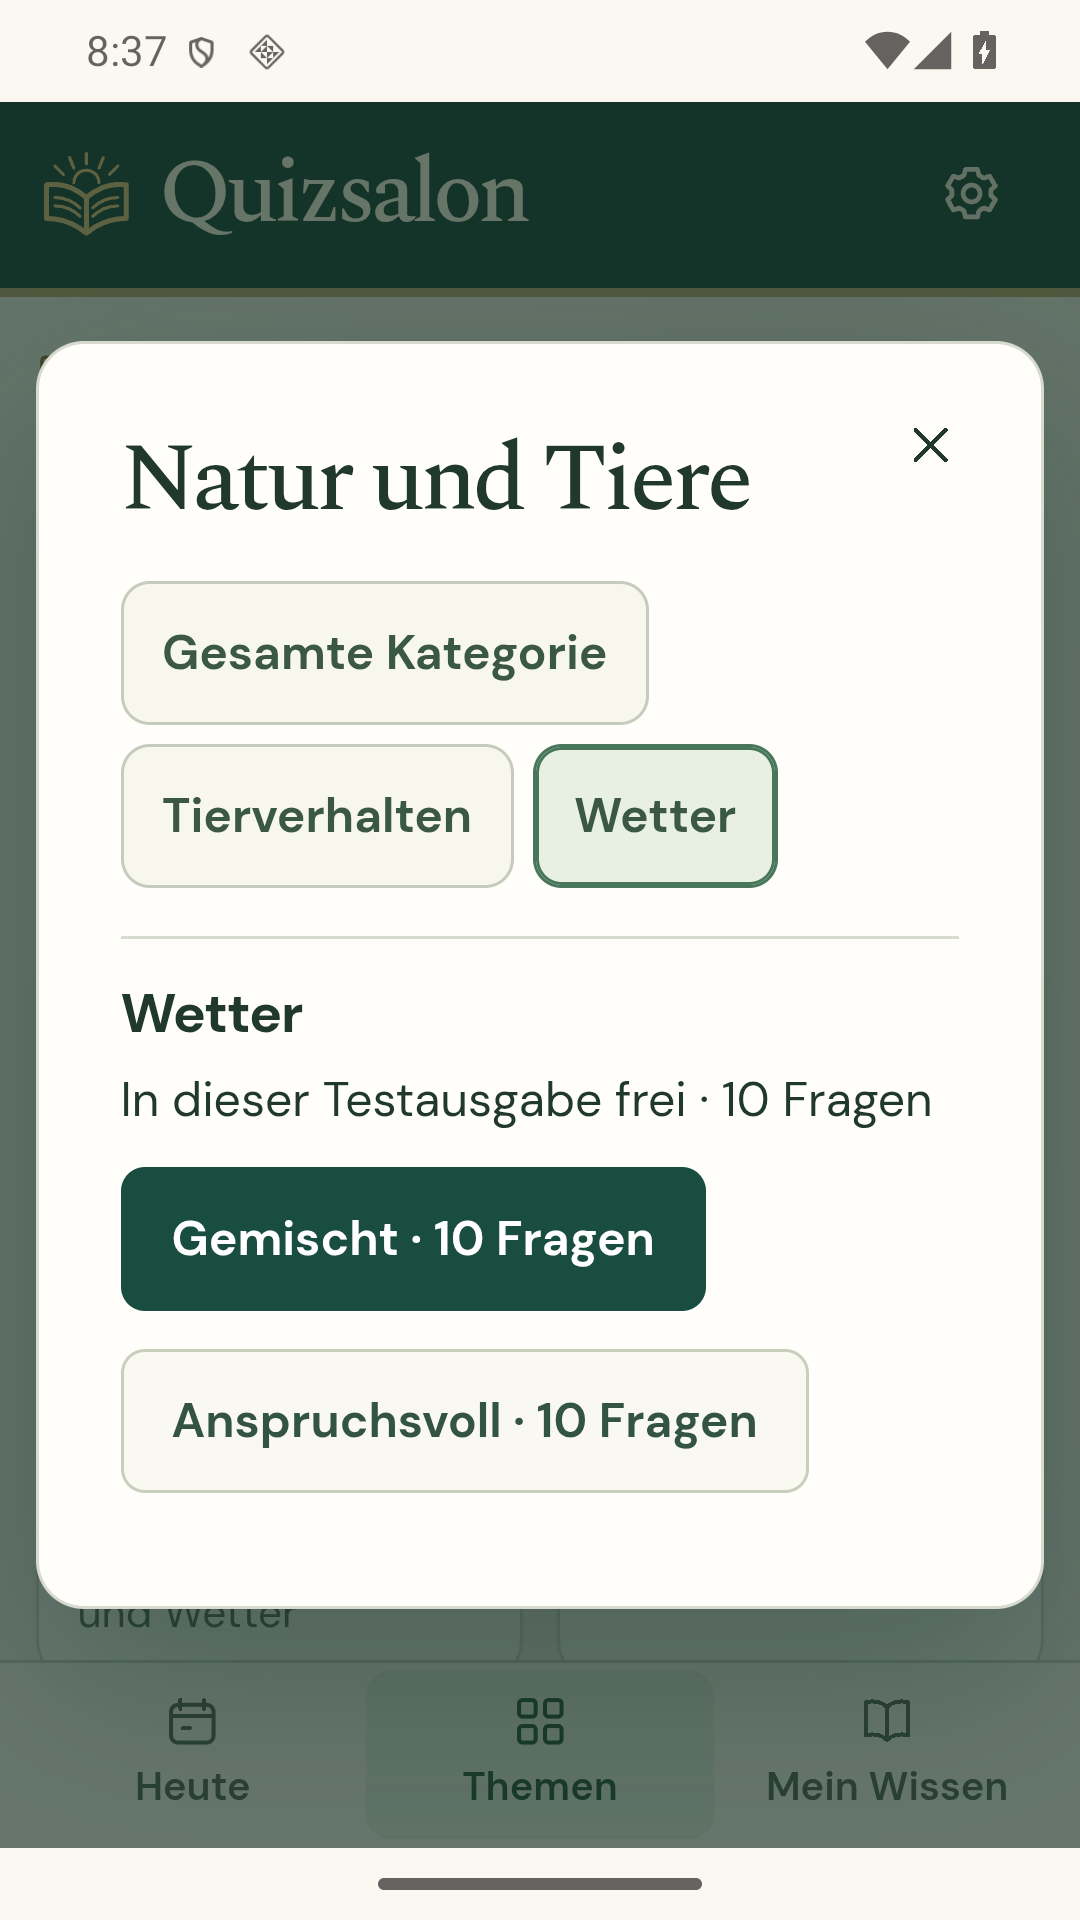 8:37
Quizsalon
Natur und Tiere
Gesamte Kategorie
Tierverhalten
Wetter
Wetter
In dieser Testausgabe frei · 10 Fragen
Gemischt · 10 Fragen
Anspruchsvoll · 10 Fragen
und Wetter
Heute
Themen
Mein Wissen